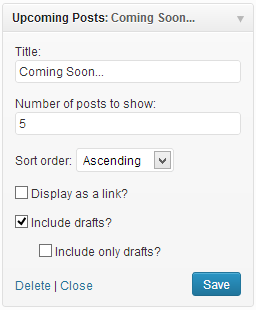 Upcoming Posts: Coming Soon...
Title:
Coming Soon...
Number of posts to show:
5
Sort order: Ascending
Display as a link?
Include drafts?
Include only drafts?
Delete | Close Save